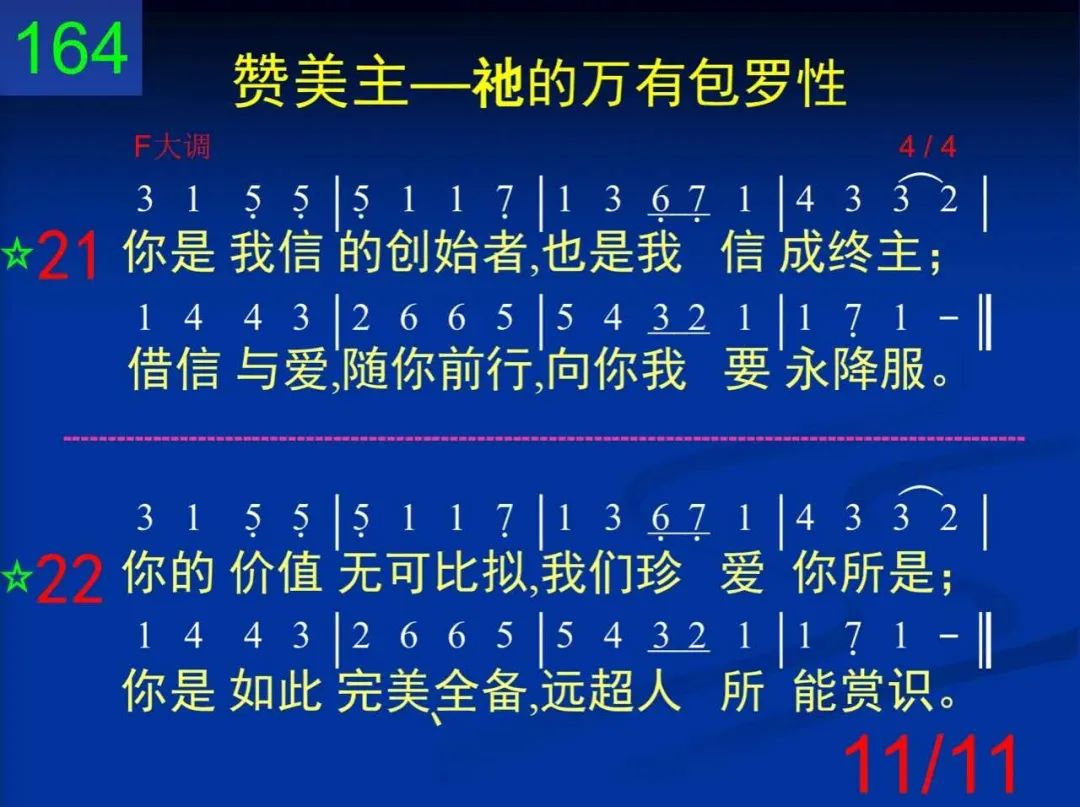 164
赞美主—祂的万有包罗性
F大调 4 / 4
3 1 5̣ 5̣ | 5̣ 1 1 7̣ | 1 3 6̣ 7̣ 1 | 4 3 3 2 |
☆21 你是 我信 的创始者,也是我 信 成终主;
1 4 4 3 | 2 6 6 5 | 5 4 3 2 1 | 1 7̣ 1 – ‖
借信 与爱,随你前行,向你我 要 永降服。
3 1 5̣ 5̣ | 5̣ 1 1 7̣ | 1 3 6̣ 7̣ 1 | 4 3 3 2 |
☆22 你的 价值 无可比拟,我们珍 爱 你所是;
1 4 4 3 | 2 6 6 5 | 5 4 3 2 1 | 1 7̣ 1 – ‖
你是 如此 完美、全备,远超人 所 能赏识。
11/11